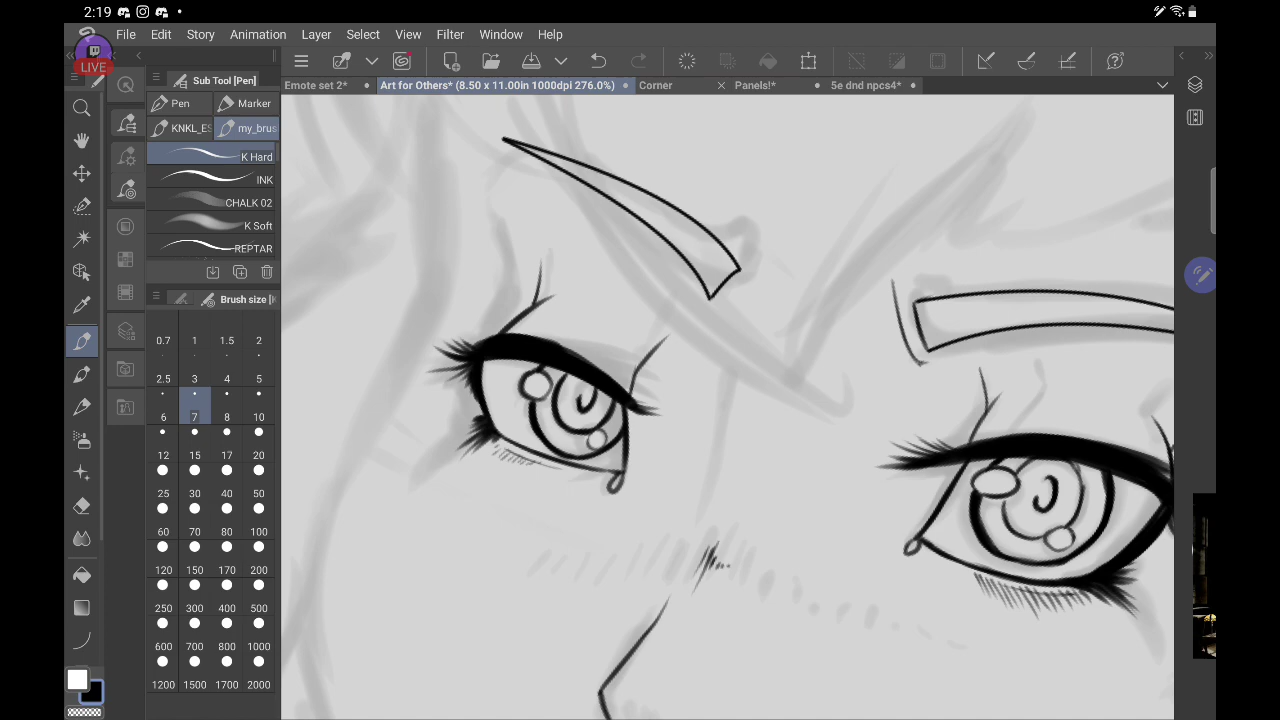 2:19
File Edit Story Animation Layer Select View Filter Window Help
LIVE
Sub Tool [Pen]
Emote set 2* Art for Others* (8.50 x 11.00in 1000dpi 276.0%) Corner Panels!* 5e dnd npcs4*
Pen Marker
KNKL_ES my_brus
K Hard
INK
CHALK 02
K Soft
REPTAR
Brush size [
0.7 1 1.5 2
2.5 3 4 5
6 7 8 10
12 15 17 20
25 30 40 50
60 70 80 100
120 150 170 200
250 300 400 500
600 700 800 1000
1200 1500 1700 2000